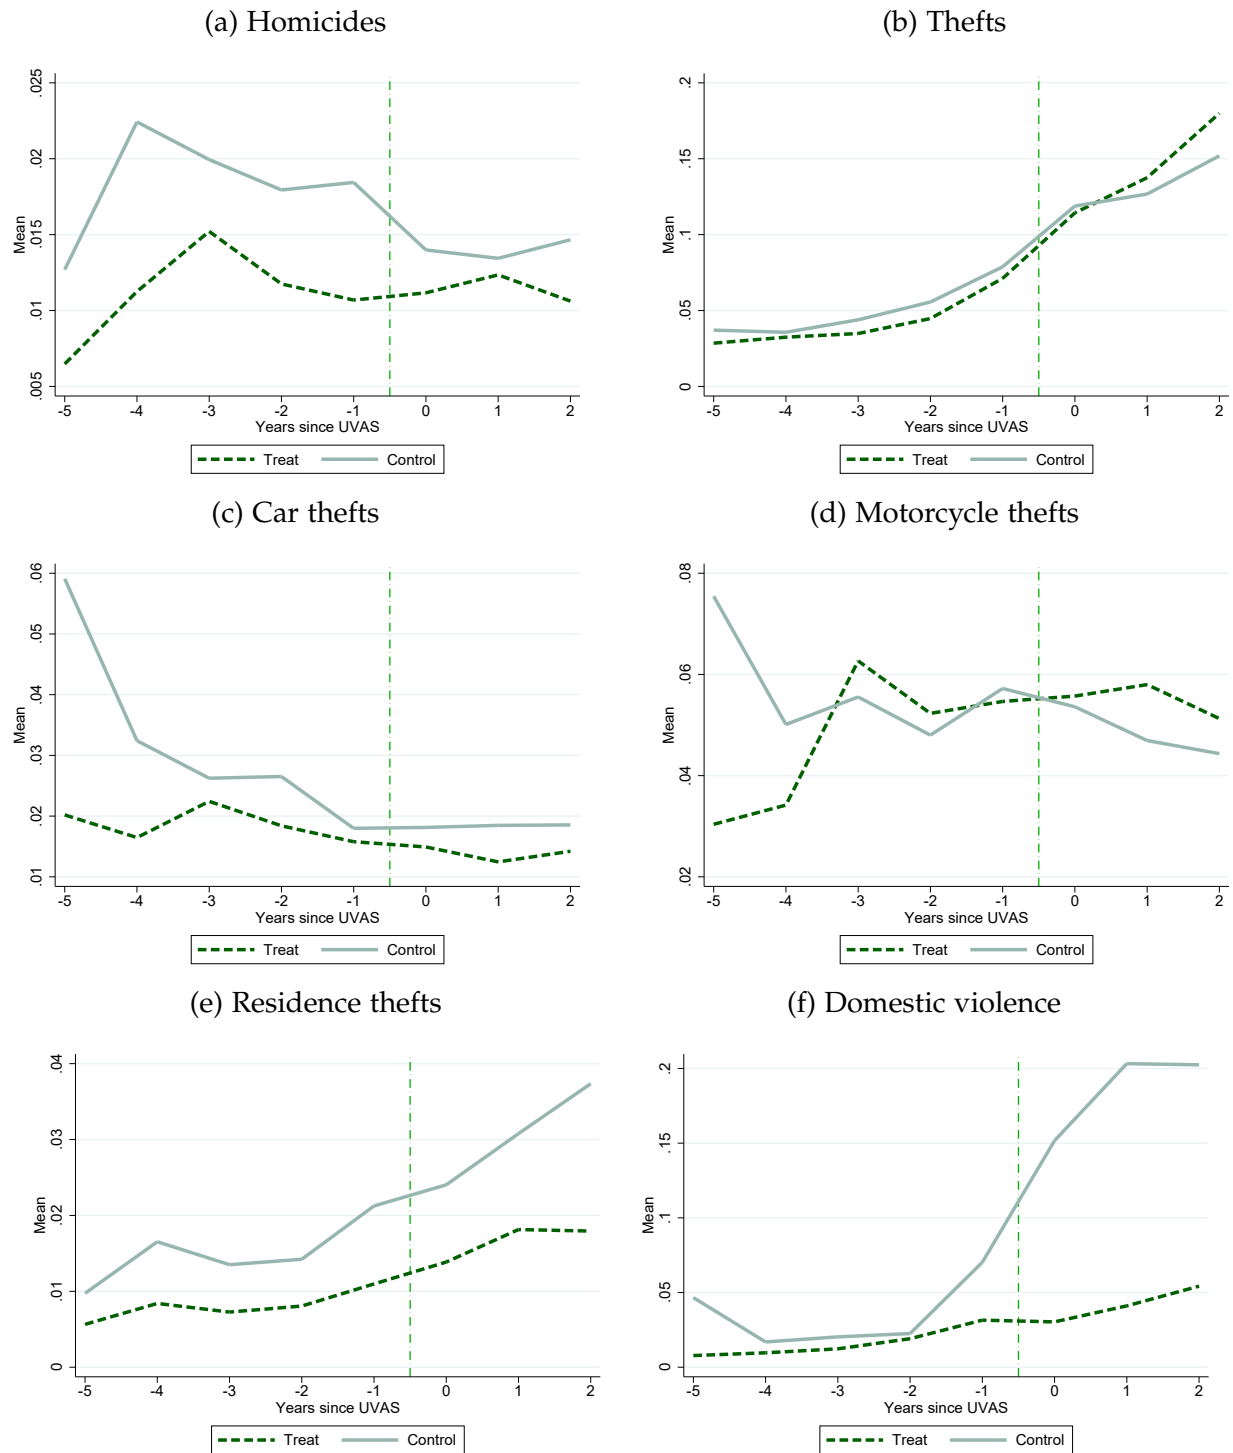 (a) Homicides
Mean
.025
.02
.015
.01
.005
-5 -4 -3 -2 -1 0 1 2
Years since UVAS
Treat Control
(b) Thefts
Mean
.2
.15
.1
.05
0
-5 -4 -3 -2 -1 0 1 2
Years since UVAS
Treat Control
(c) Car thefts
Mean
.06
.05
.04
.03
.02
.01
-5 -4 -3 -2 -1 0 1 2
Years since UVAS
Treat Control
(d) Motorcycle thefts
Mean
.08
.06
.04
.02
-5 -4 -3 -2 -1 0 1 2
Years since UVAS
Treat Control
(e) Residence thefts
Mean
.04
.03
.02
.01
0
-5 -4 -3 -2 -1 0 1 2
Years since UVAS
Treat Control
(f) Domestic violence
Mean
.2
.15
.1
.05
0
-5 -4 -3 -2 -1 0 1 2
Years since UVAS
Treat Control